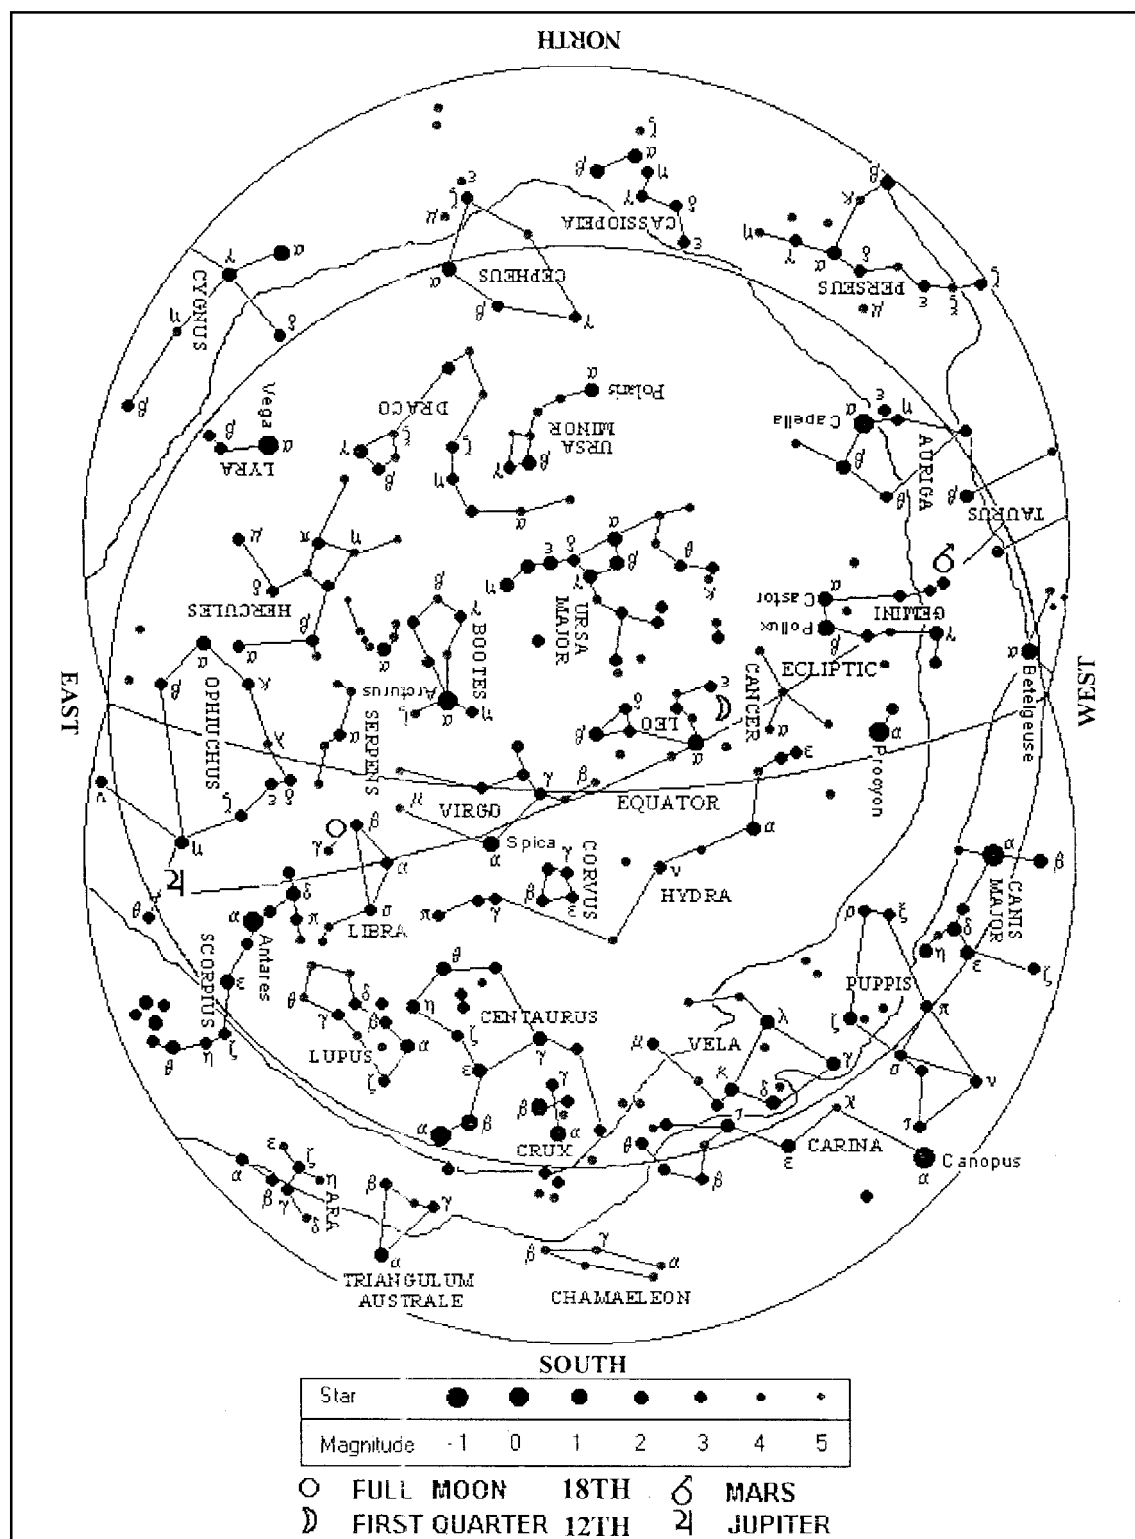 NORTH
ζ
α
β
η
γ
δ
CASSIOPEIA
ε
ε
ζ
μ
CEPHEUS
α
β
γ
β
κ
η
γ
α
δ
PERSEUS
ε
ξ
ζ
μ
γ
α
CYGNUS
η
δ
β
Vega
β
α
LYRA
DRACO
ξ
γ
β
ζ
η
α
α
Polaris
URSA
MINOR
γ
β
ε
α
η
Capella
AURIGA
β
θ
β
TAURUS
μ
π
η
δ
HERCULES
β
α
α
δ
ε
η
β
γ
θ
κ
URSA
MAJOR
β
γ
BOOTES
Arcturus
ζ
α
η
α
Castor
GEMINI
Pollux
β
γ
ECLIPTIC
α
Betelgeuse
EAST
WEST
α
β
κ
OPHIUCHUS
λ
ε
δ
ζ
ν
η
SERPENS
α
δ
ε
LEO
β
α
CANCER
α
ε
α
Procyon
μ
VIRGO
γ
β
EQUATOR
α
Spica
β
γ
α
σ
LIBRA
CORVUS
γ
β
ε
π
γ
ν
HYDRA
α
α
β
CANIS
MAJOR
δ
η
ε
ζ
θ
α
δ
π
Antares
SCORPIUS
ε
ζ
η
θ
θ
δ
γ
β
α
LUPUS
ζ
θ
η
CENTAURUS
ζ
γ
ε
α
β
γ
β
α
CRUX
ρ
ξ
PUPPIS
ζ
π
σ
ν
τ
μ
VELA
λ
κ
δ
γ
χ
θ
β
ε
CARINA
α
Canopus
ε
α
ζ
η
β
γ
δ
ARA
β
γ
α
TRIANGULUM
AUSTRALE
β
γ
α
CHAMAELEON
SOUTH
Star
Magnitude -1 0 1 2 3 4 5
FULL MOON 18TH ♂ MARS
FIRST QUARTER 12TH ♃ JUPITER